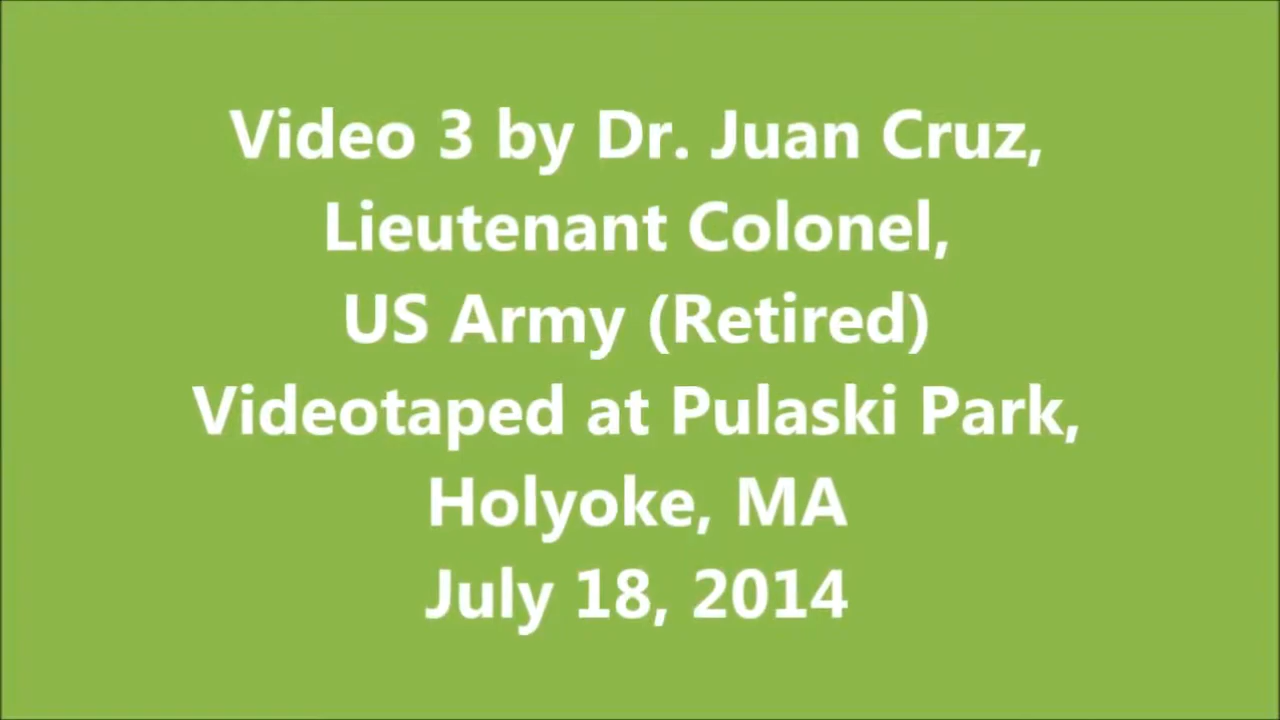 Video 3 by Dr. Juan Cruz,
Lieutenant Colonel,
US Army (Retired)
Videotaped at Pulaski Park,
Holyoke, MA
July 18, 2014